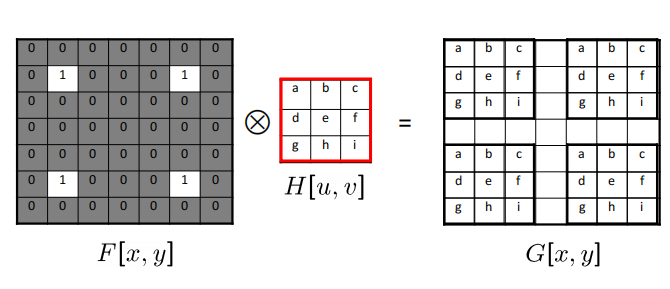 0 0 0 0 0 0 0
0 1 0 0 0 1 0
0 0 0 0 0 0 0
0 0 0 0 0 0 0
0 0 0 0 0 0 0
0 1 0 0 0 1 0
0 0 0 0 0 0 0
F[x, y]
⊗
a b c
d e f
g h i
H[u, v]
=
a b c a b c
d e f d e f
g h i g h i
a b c a b c
d e f d e f
g h i g h i
G[x, y]